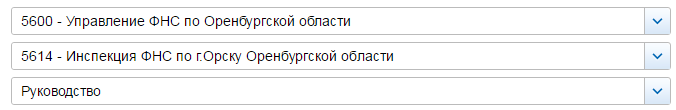 5600 - Управление ФНС по Оренбургской области
5614 - Инспекция ФНС по г.Орску Оренбургской области
Руководство